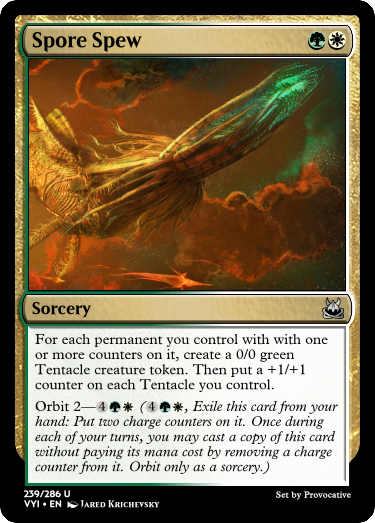 Spore Spew
Sorcery
For each permanent you control with with one
or more counters on it, create a 0/0 green
Tentacle creature token. Then put a +1/+1
counter on each Tentacle you control.
Orbit 2—4 (4, Exile this card from your
hand: Put two charge counters on it. Once during
each of your turns, you may cast a copy of this card
without paying its mana cost by removing a charge
counter from it. Orbit only as a sorcery.)
239/286 U
VYI • EN Jared Krichevsky
Set by Provocative